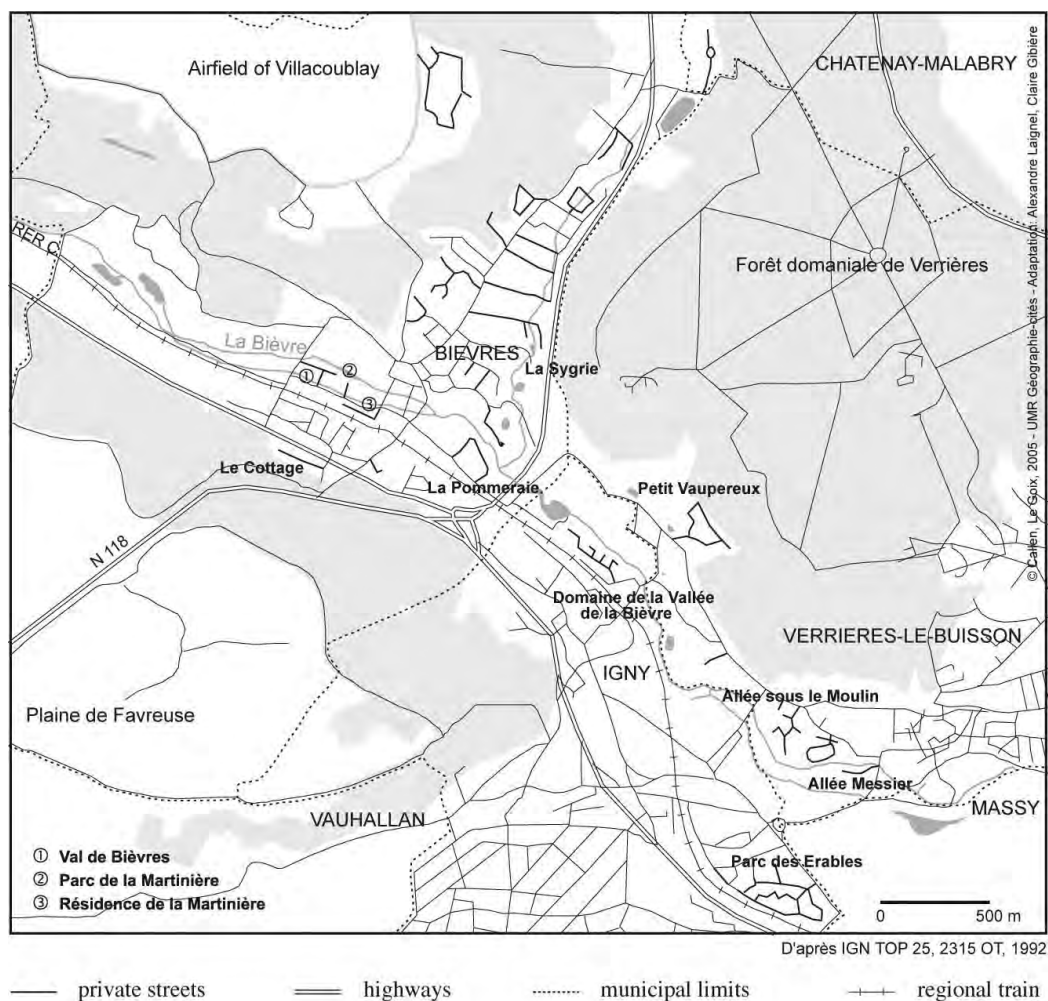 CHATENAY-MALABRY
Airfield of Villacoublay
RER C
Forêt domaniale de Verrières
La Bièvre
BIEVRES
La Sygrie
①
②
③
Le Cottage
La Pommeraie
Petit Vaupereux
N 118
Domaine de la Vallée
de la Bièvre
VERRIERES-LE-BUISSON
IGNY
Allée sous le Moulin
Plaine de Favreuse
Allée Messier
VAUHALLAN
MASSY
Parc des Erables
① Val de Bièvres
② Parc de la Martinière
③ Résidence de la Martinière
0 500 m
© Callen, Le Goix, 2005 - UMR Géographie-cités - Adaptation: Alexandre Laignel, Claire Gibière
D'après IGN TOP 25, 2315 OT, 1992
private streets highways municipal limits regional train